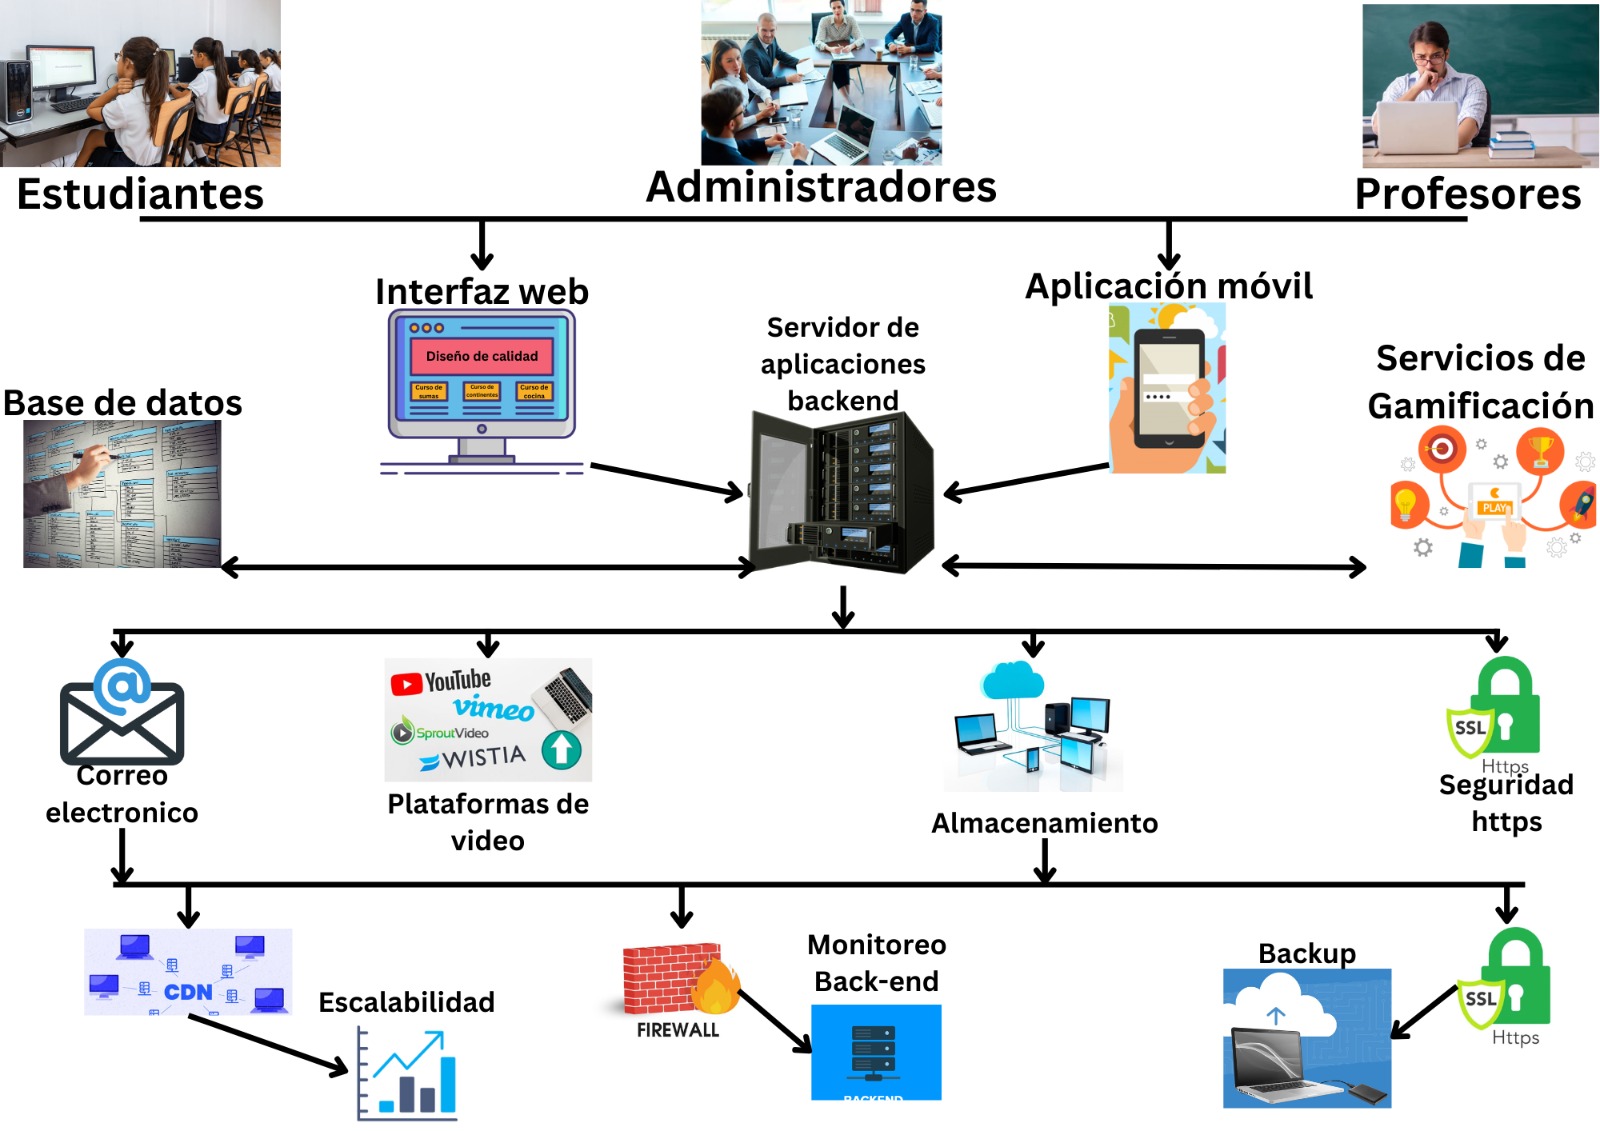 Estudiantes
Administradores
Profesores
Interfaz web
Aplicación móvil
Diseño de calidad
Curso de
sumas
Curso de
continentes
Curso de
cocina
Servidor de
aplicaciones
backend
Servicios de
Gamificación
PLAY
Base de datos
@
YouTube
vimeo
SproutVideo
WISTIA
SSL
Https
Correo
electronico
Plataformas de
video
Almacenamiento
Seguridad
https
CDN
Escalabilidad
FIREWALL
Monitoreo
Back-end
BACKEND
Backup
SSL
Https